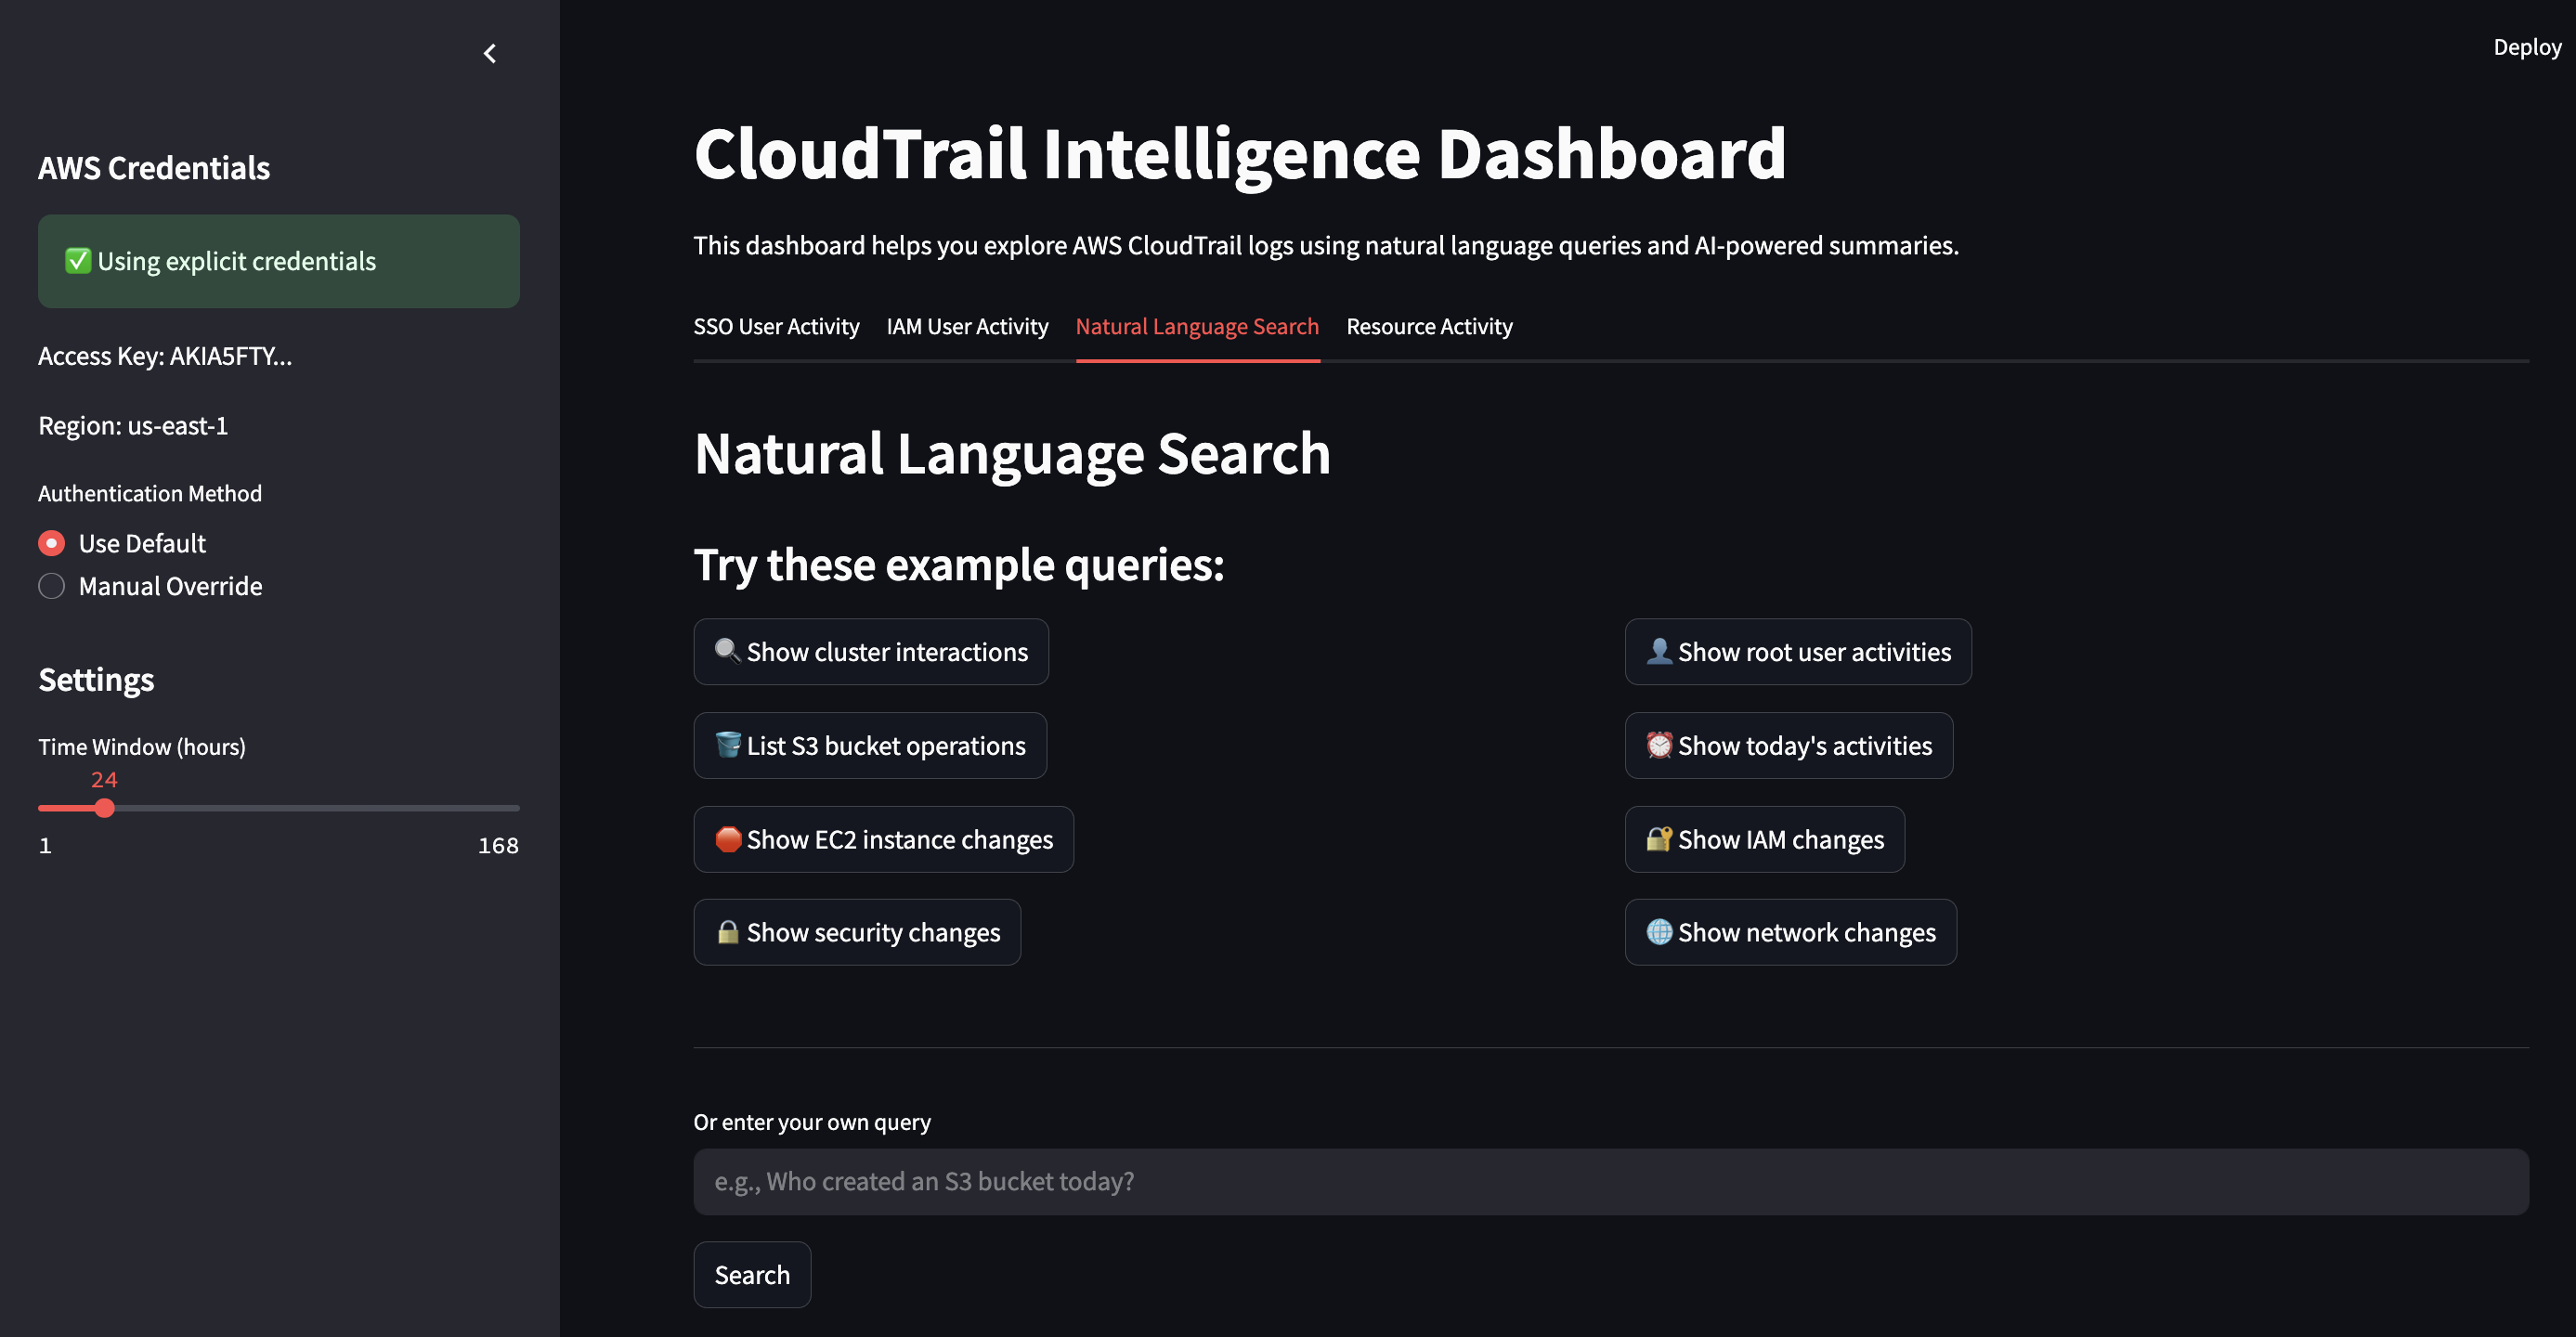 Deploy
AWS Credentials
✅ Using explicit credentials
Access Key: AKIA5FTY...
Region: us-east-1
Authentication Method
Use Default
Manual Override
Settings
Time Window (hours)
24
1 168
CloudTrail Intelligence Dashboard
This dashboard helps you explore AWS CloudTrail logs using natural language queries and AI-powered summaries.
SSO User Activity IAM User Activity Natural Language Search Resource Activity
Natural Language Search
Try these example queries:
🔍 Show cluster interactions
👤 Show root user activities
🪣 List S3 bucket operations
⏰ Show today's activities
🛑 Show EC2 instance changes
🔐 Show IAM changes
🔒 Show security changes
🌐 Show network changes
Or enter your own query
e.g., Who created an S3 bucket today?
Search